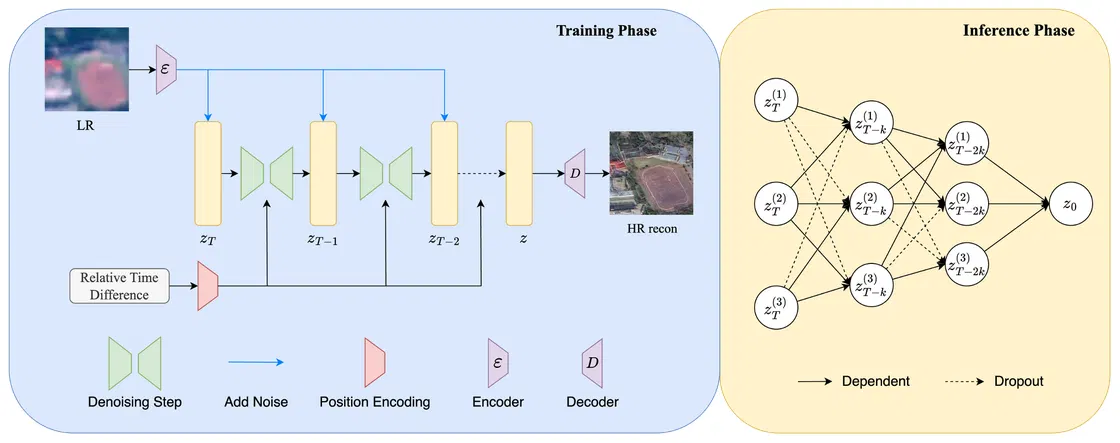 Training Phase
Inference Phase
ε
LR
D
HR recon
z_T
z_{T-1}
z_{T-2}
z
Relative Time
Difference
ε
D
Denoising Step
Add Noise
Position Encoding
Encoder
Decoder
z_T^{(1)}
z_{T-k}^{(1)}
z_{T-2k}^{(1)}
z_T^{(2)}
z_{T-k}^{(2)}
z_{T-2k}^{(2)}
z_0
z_T^{(3)}
z_{T-k}^{(3)}
z_{T-2k}^{(3)}
Dependent
Dropout